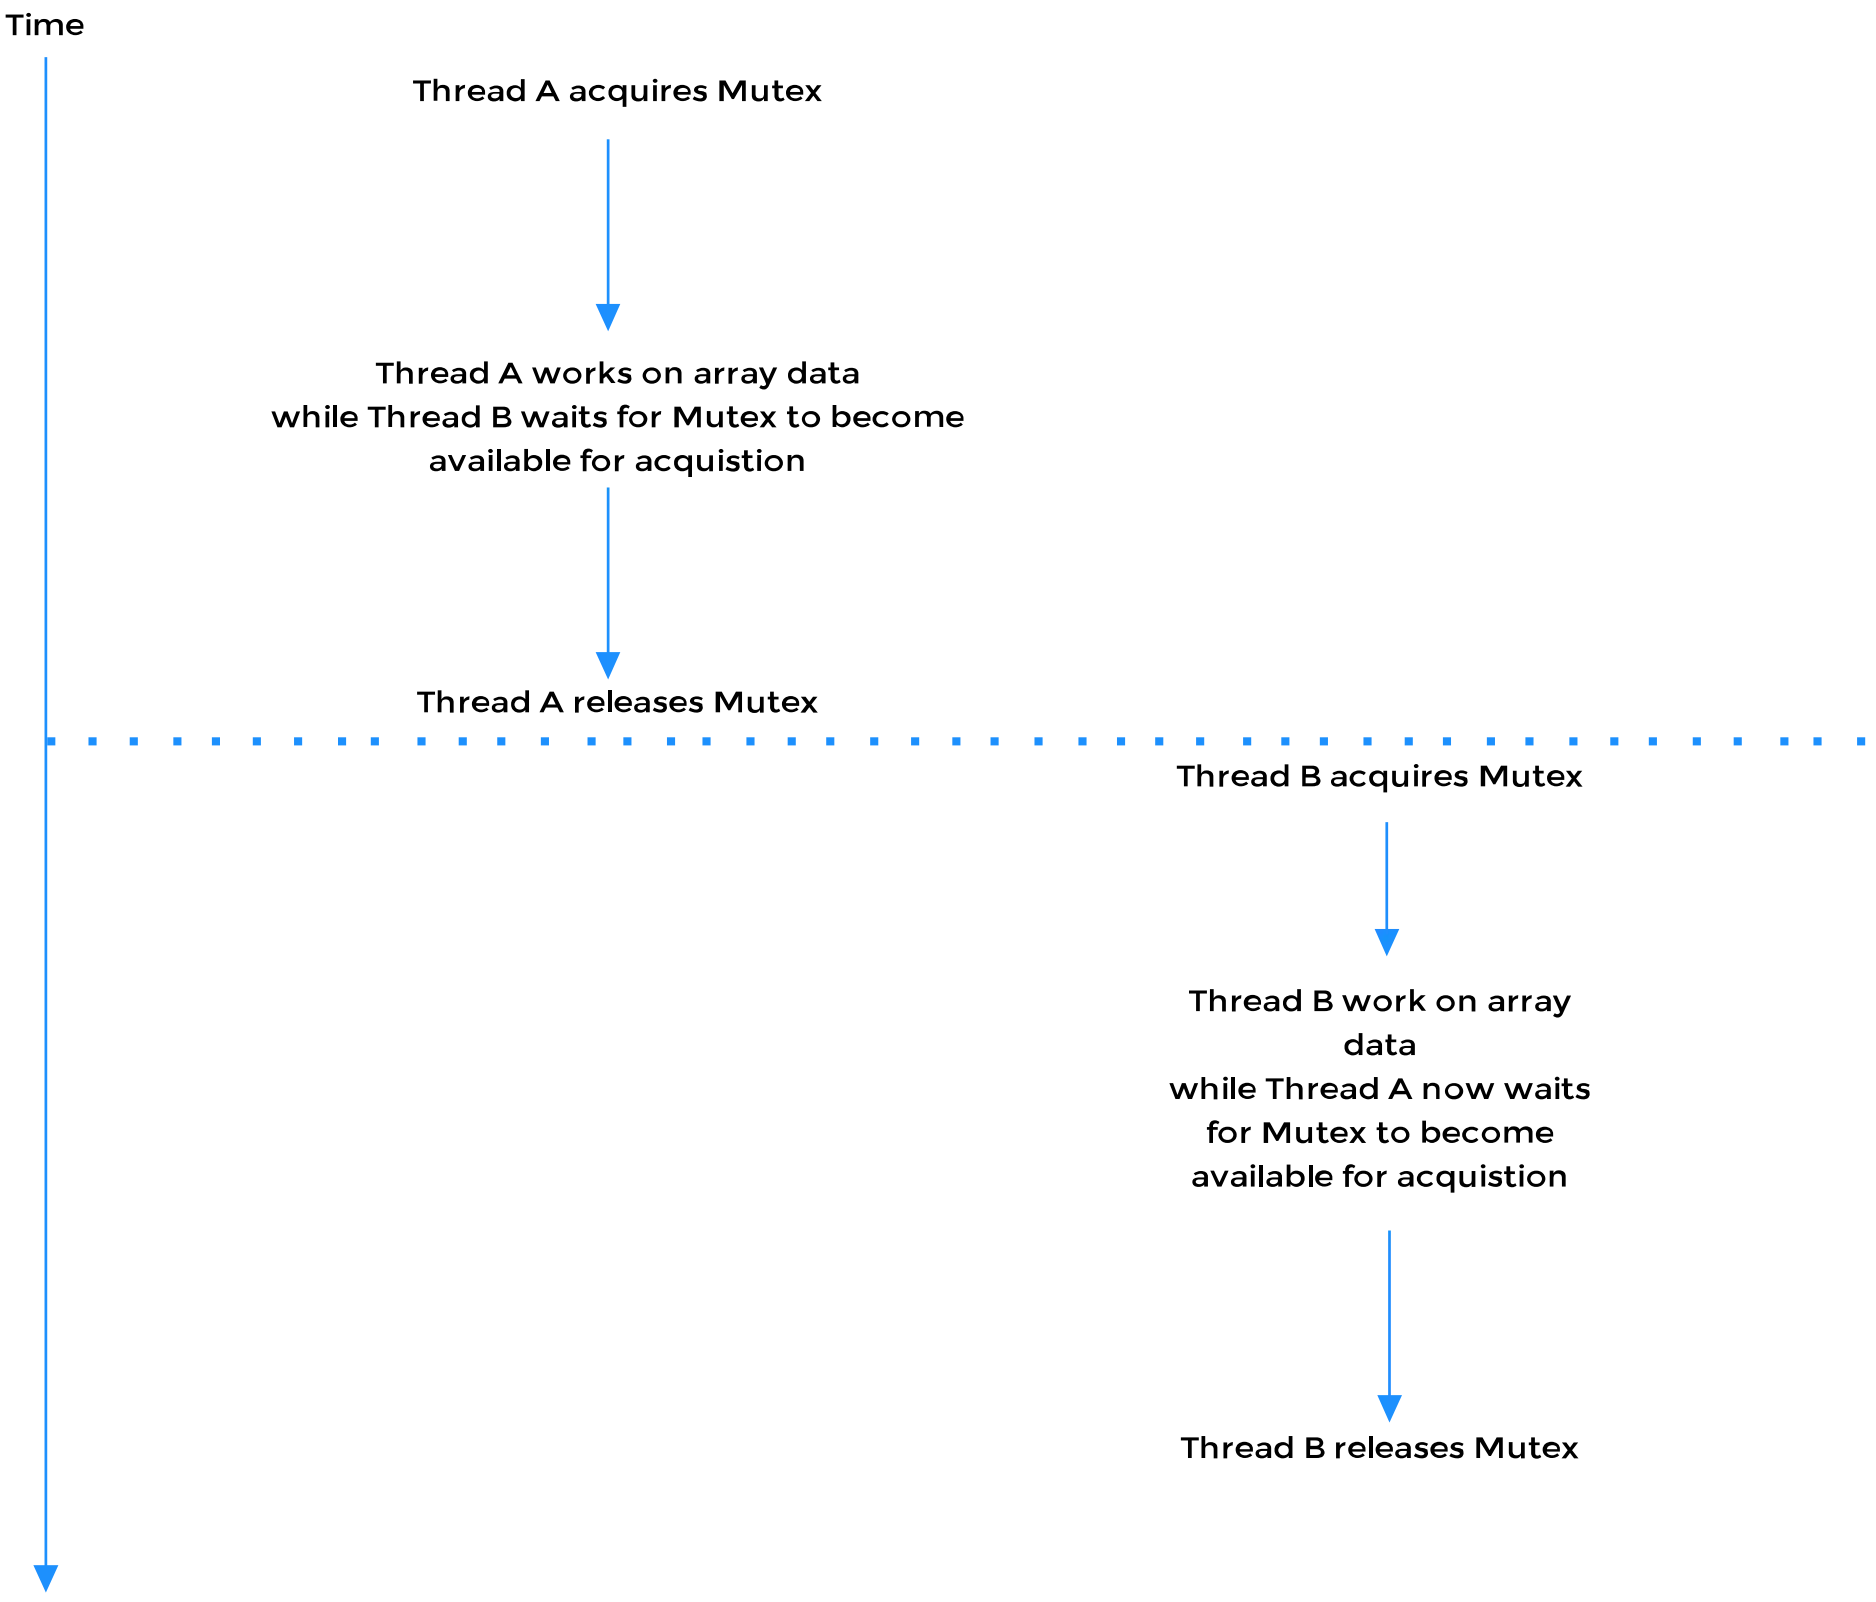 Time
Thread A acquires Mutex
Thread A works on array data
while Thread B waits for Mutex to become
available for acquistion
Thread A releases Mutex
Thread B acquires Mutex
Thread B work on array
data
while Thread A now waits
for Mutex to become
available for acquistion
Thread B releases Mutex